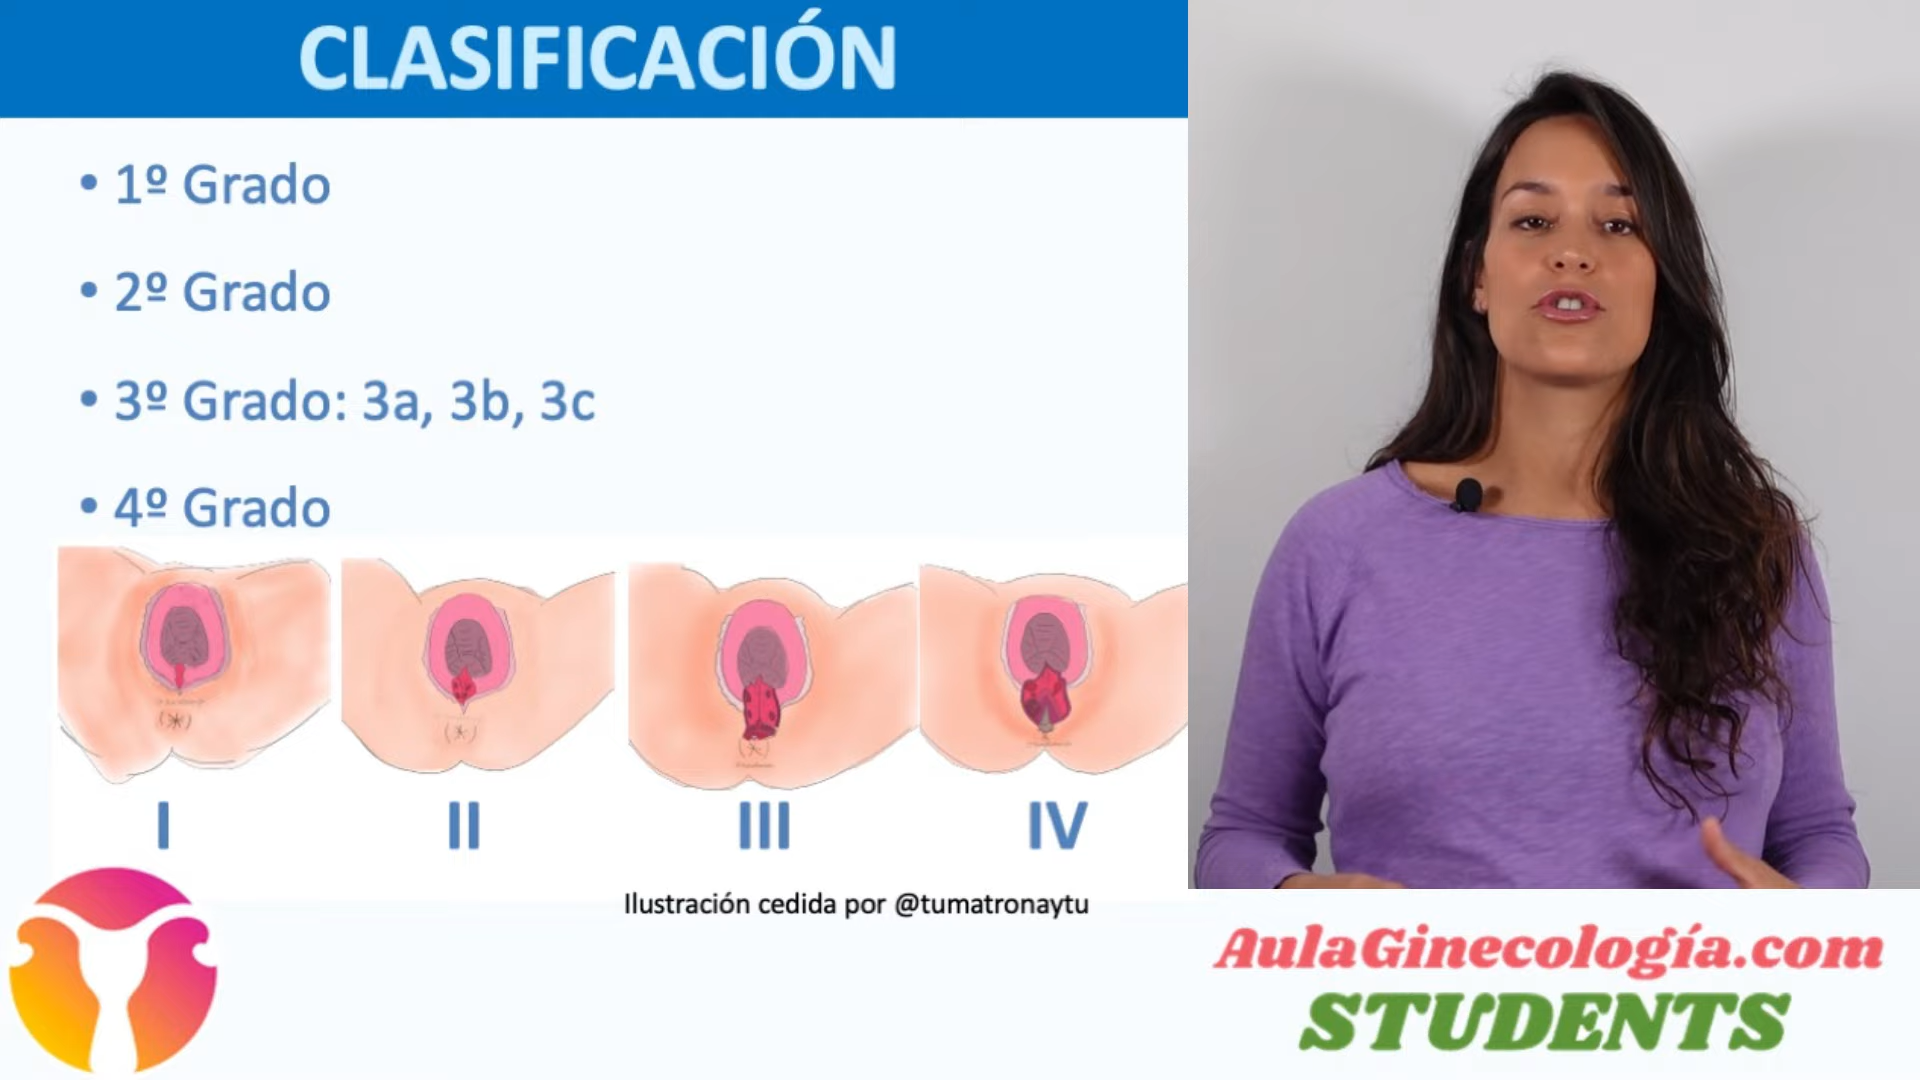 CLASIFICACIÓN
• 1º Grado
• 2º Grado
• 3º Grado: 3a, 3b, 3c
• 4º Grado
I
II
III
IV
Ilustración cedida por @tumatronaytu
AulaGinecología.com
STUDENTS